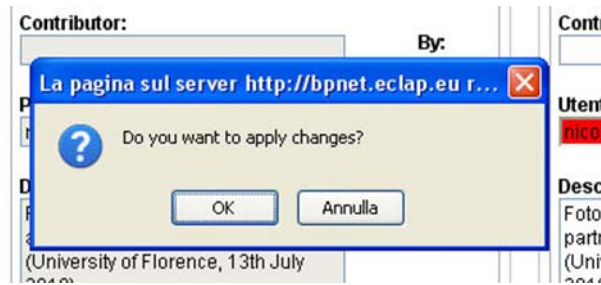 Contributor:
By:
Cont
La pagina sul server http://bpnet.eclap.eu r...
Do you want to apply changes?
OK
Annulla
Utent
nico
Desc
Foto
partr
(University of Florence, 13th July
(Uni